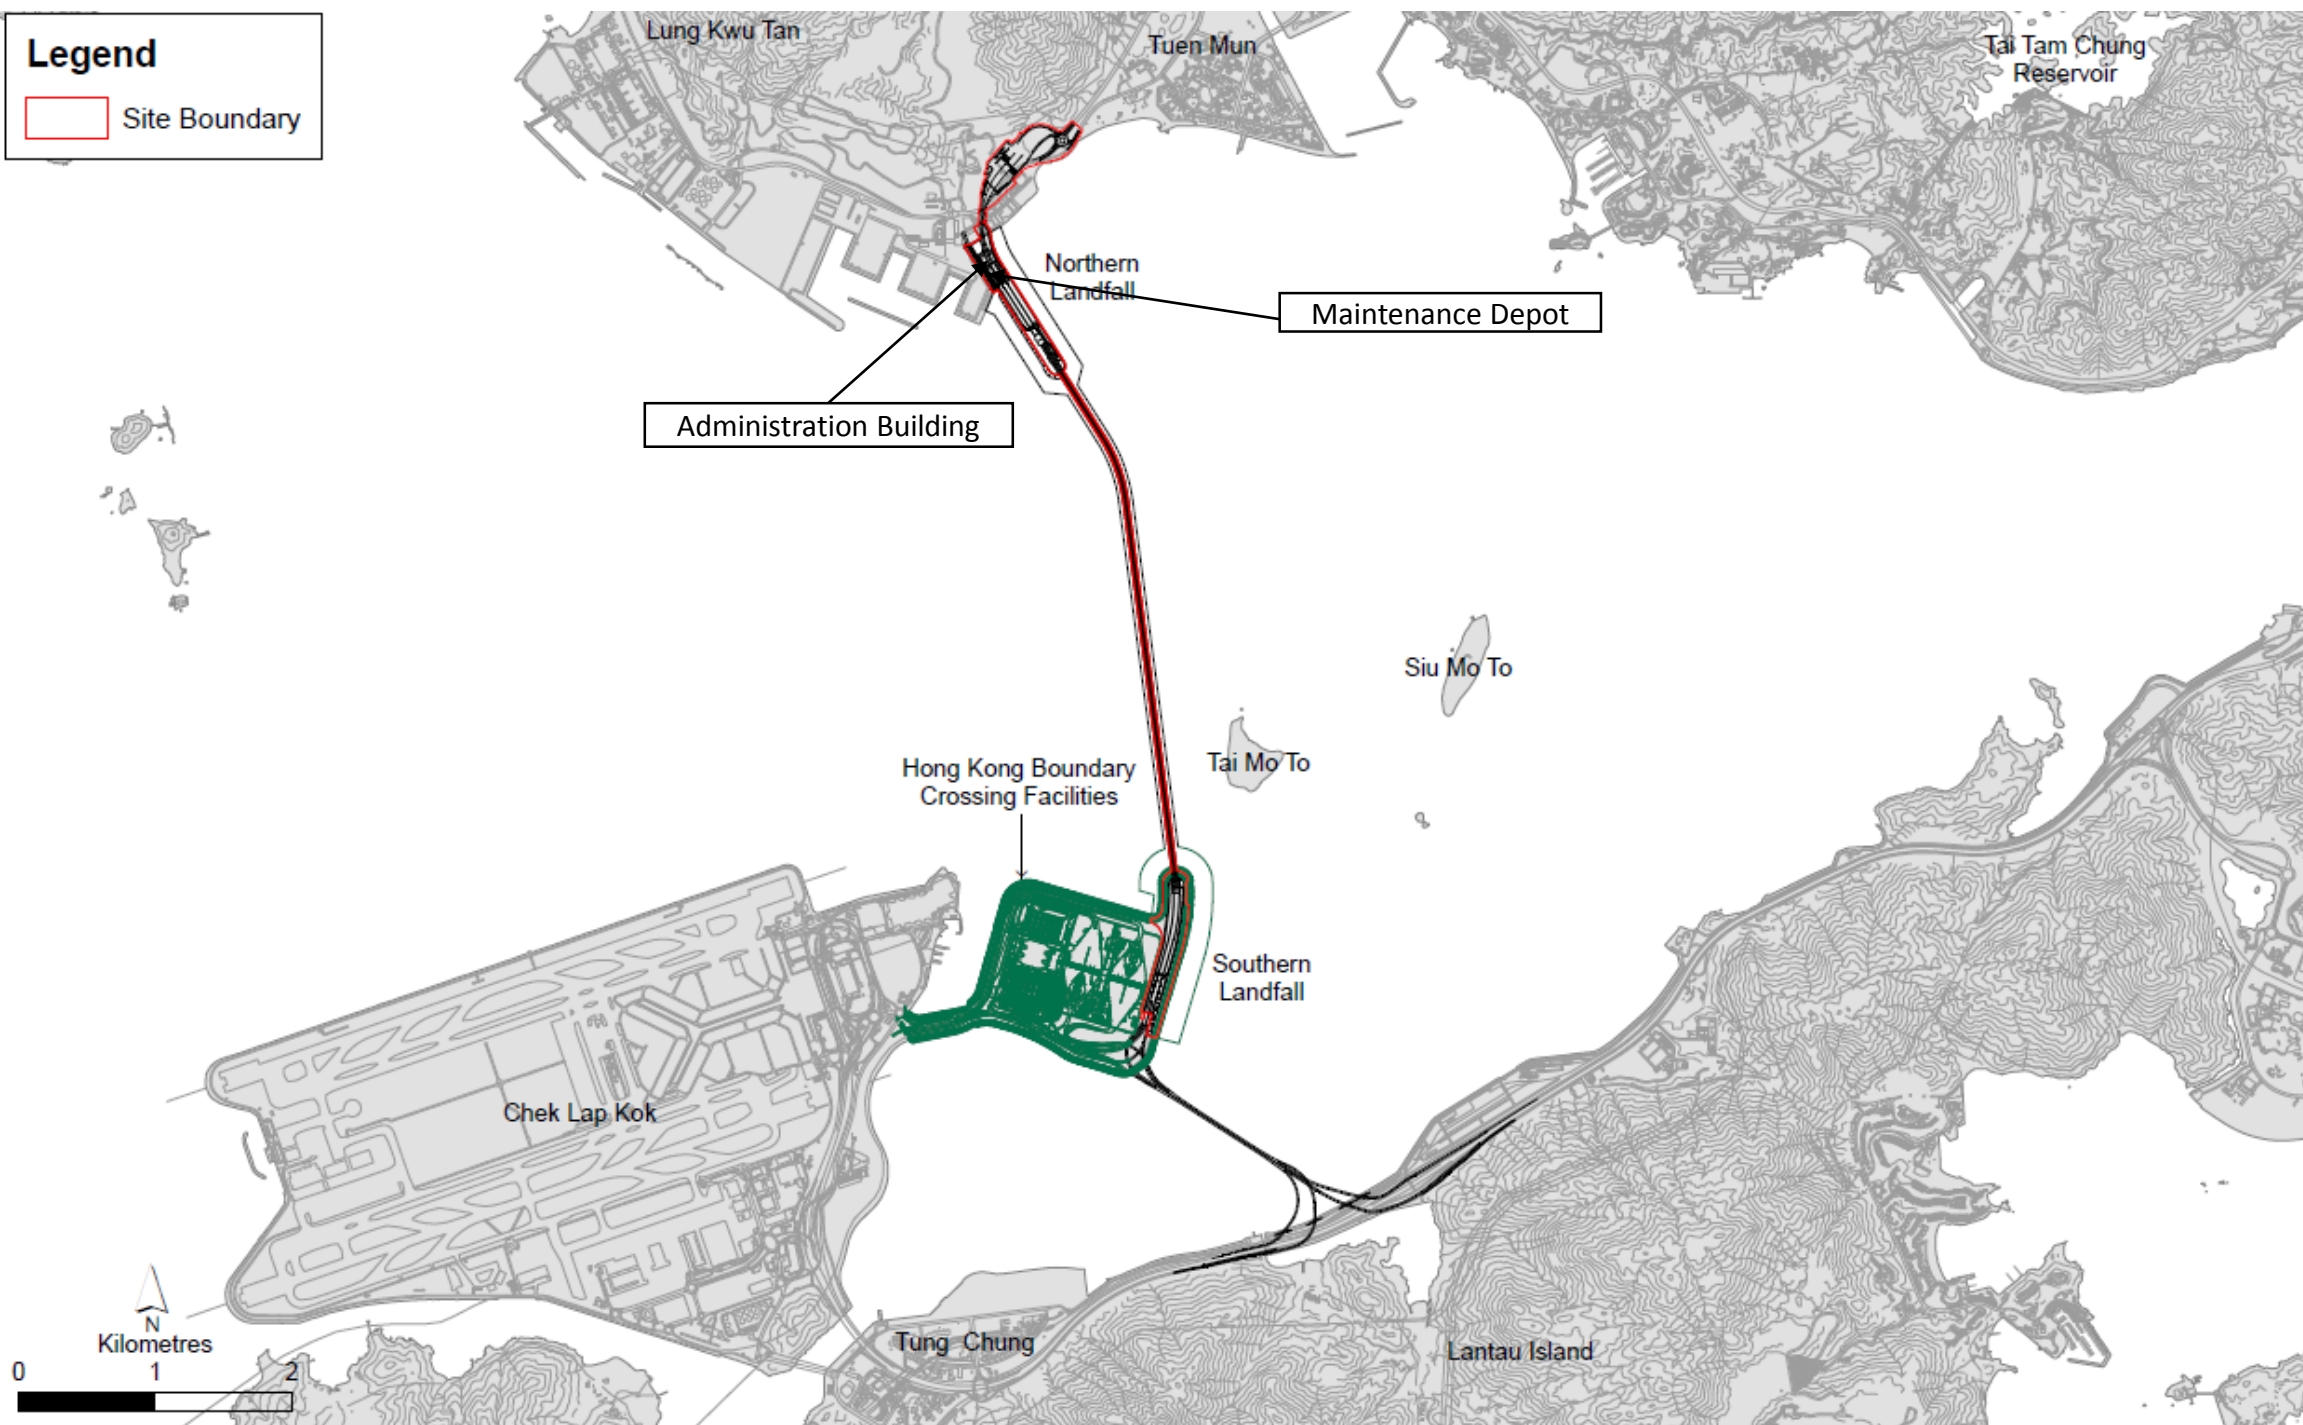 Legend
Site Boundary
Lung Kwu Tan
Tuen Mun
Tai Tam Chung
Reservoir
Northern
Landfall
Maintenance Depot
Administration Building
Siu Mo To
Tai Mo To
Hong Kong Boundary
Crossing Facilities
Southern
Landfall
Chek Lap Kok
Tung Chung
Lantau Island
N
Kilometres
0 1 2